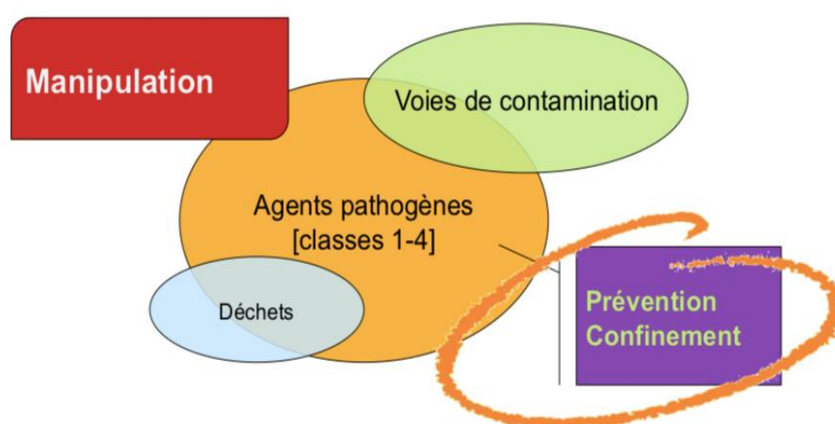 Manipulation
Voies de contamination
Agents pathogènes
[classes 1-4]
Déchets
Prévention
Confinement